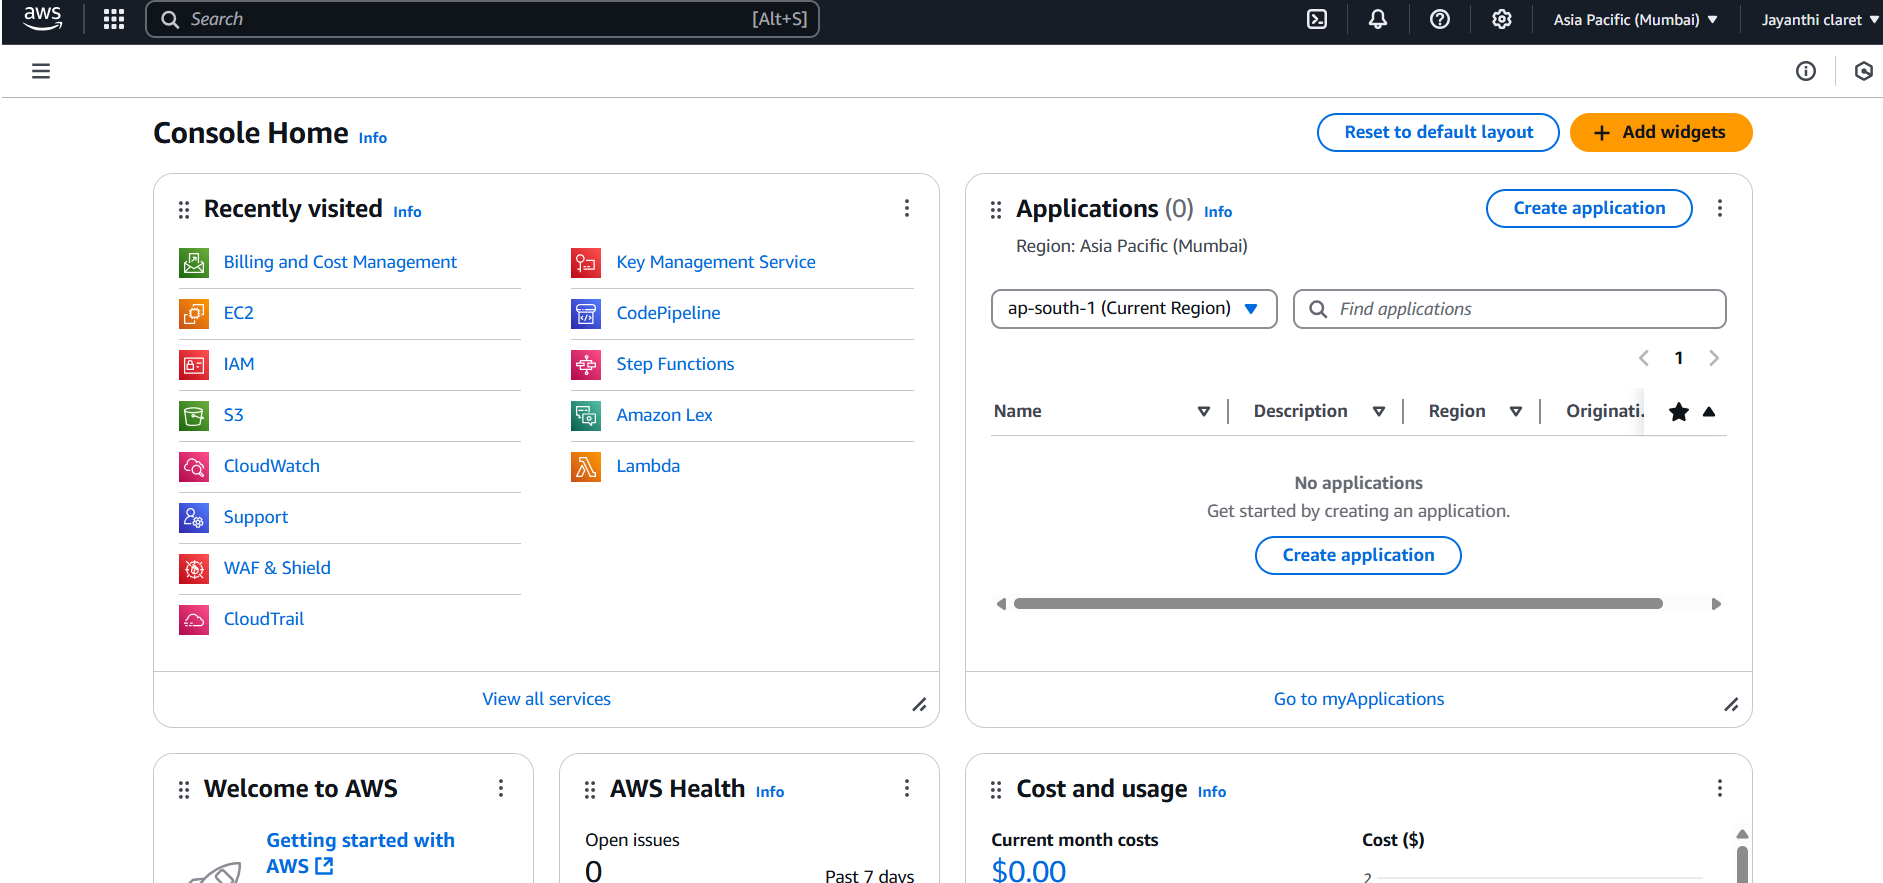 aws
Search [Alt+S]
Asia Pacific (Mumbai)
Jayanthi claret
Console Home Info
Reset to default layout
Add widgets
Recently visited Info
Billing and Cost Management
EC2
IAM
S3
CloudWatch
Support
WAF & Shield
CloudTrail
Key Management Service
CodePipeline
Step Functions
Amazon Lex
Lambda
View all services
Applications (0) Info
Create application
Region: Asia Pacific (Mumbai)
ap-south-1 (Current Region)
Find applications
1
Name Description Region Originati.
No applications
Get started by creating an application.
Create application
Go to myApplications
Welcome to AWS
Getting started with
AWS
AWS Health Info
Open issues
0
Past 7 days
Cost and usage Info
Current month costs
$0.00
Cost ($)
2